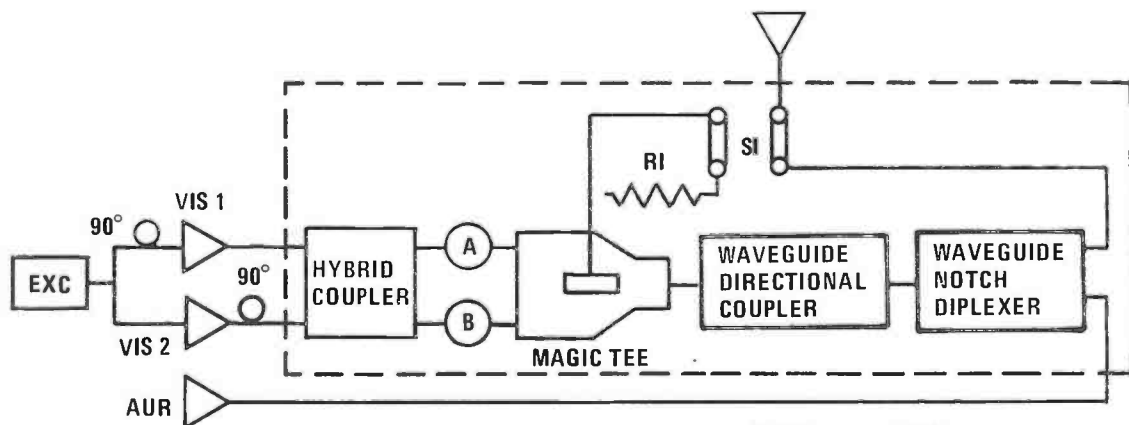 SI
RI
90°
VIS 1
90°
EXC
VIS 2
HYBRID
COUPLER
A
B
MAGIC TEE
WAVEGUIDE
DIRECTIONAL
COUPLER
WAVEGUIDE
NOTCH
DIPLEXER
AUR